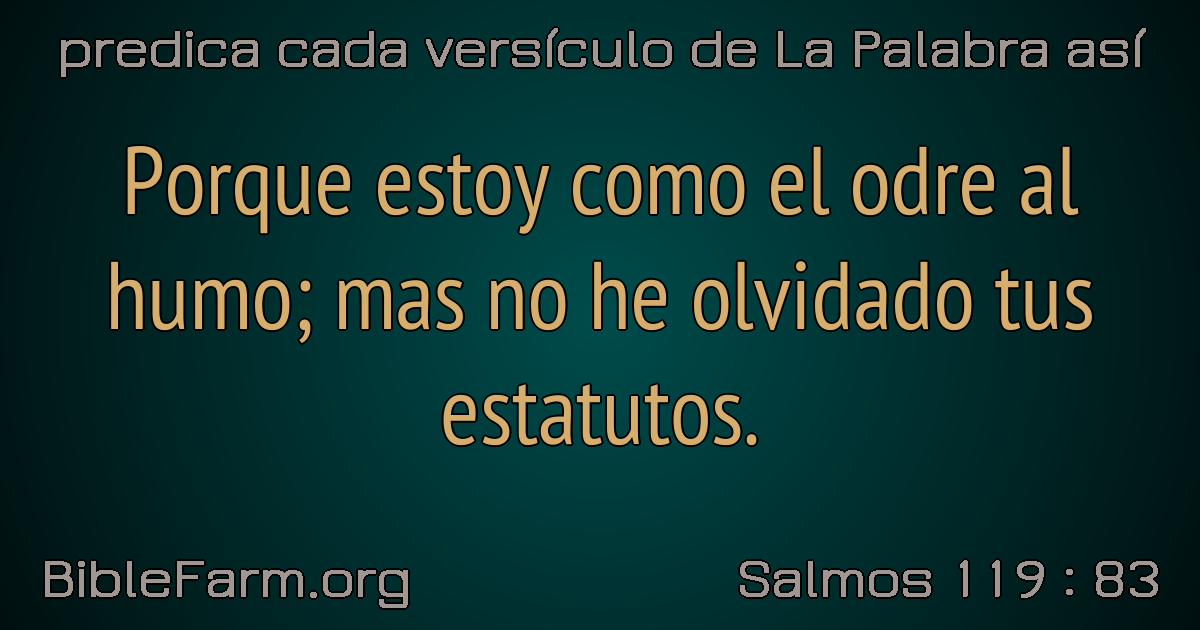 predica cada versículo de La Palabra así
Porque estoy como el odre al
humo; mas no he olvidado tus
estatutos.
BibleFarm.org
Salmos 119 : 83